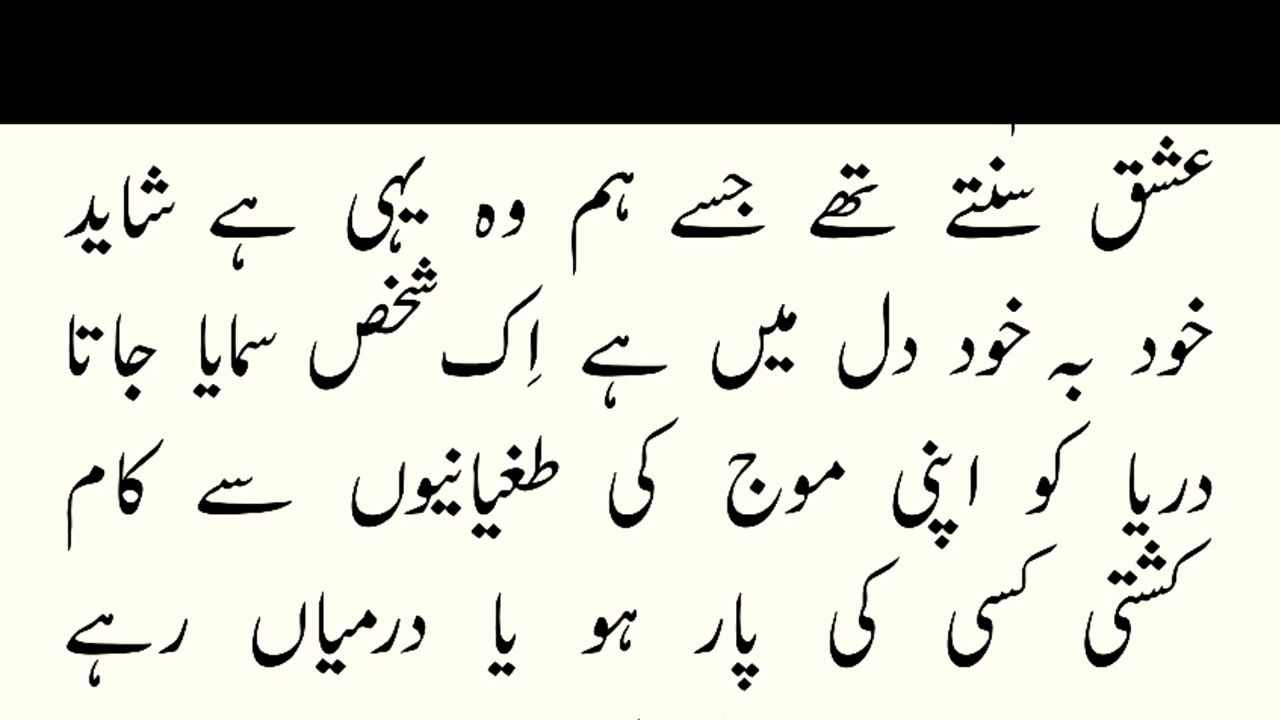 عشق سنتے تھے جسے ہم وہ یہی ہے شاید
خود بہ خود دل میں ہے اِک شخص سمایا جاتا
دریا کو اپنی موج کی طغیانیوں سے کام
کشتی کسی کی پار ہو یا درمیاں رہے